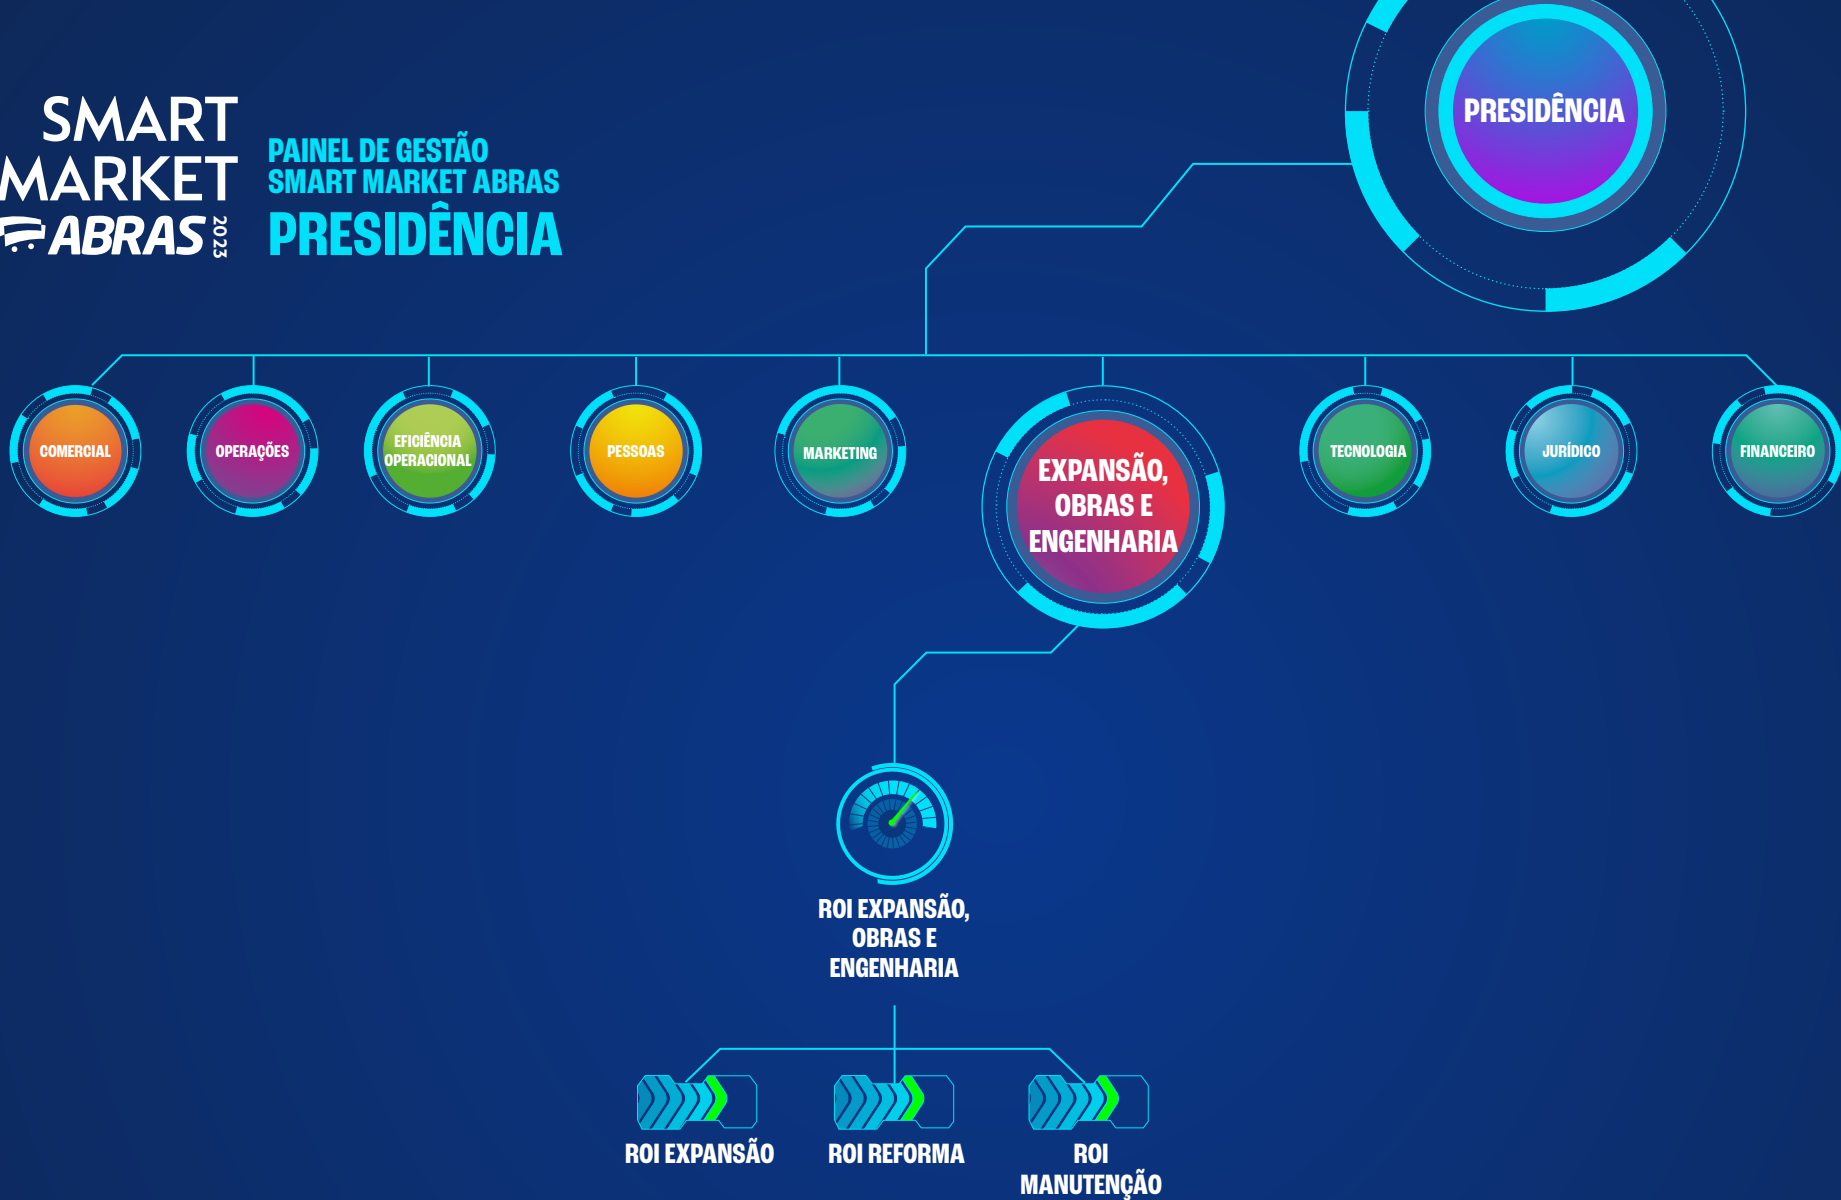 SMART
MARKET
ABRAS 2023
PAINEL DE GESTÃO
SMART MARKET ABRAS
PRESIDÊNCIA
PRESIDÊNCIA
COMERCIAL
OPERAÇÕES
EFICIÊNCIA
OPERACIONAL
PESSOAS
MARKETING
EXPANSÃO,
OBRAS E
ENGENHARIA
TECNOLOGIA
JURÍDICO
FINANCEIRO
ROI EXPANSÃO,
OBRAS E
ENGENHARIA
ROI EXPANSÃO
ROI REFORMA
ROI
MANUTENÇÃO